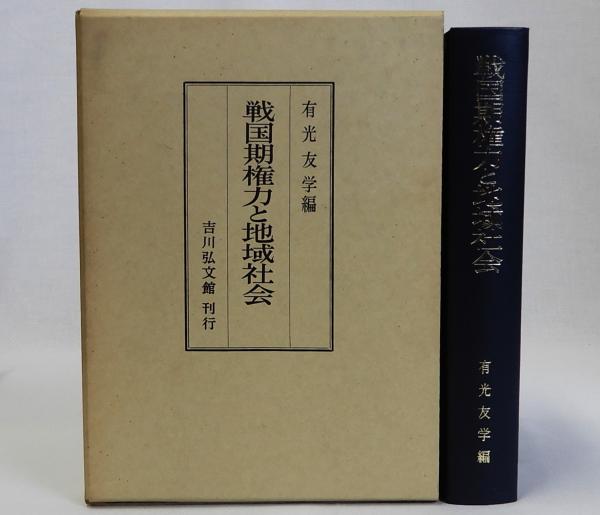 有光友学編
戦国期権力と地域社会
吉川弘文館 刊行
戦国期権力と地域社会
有光友学編